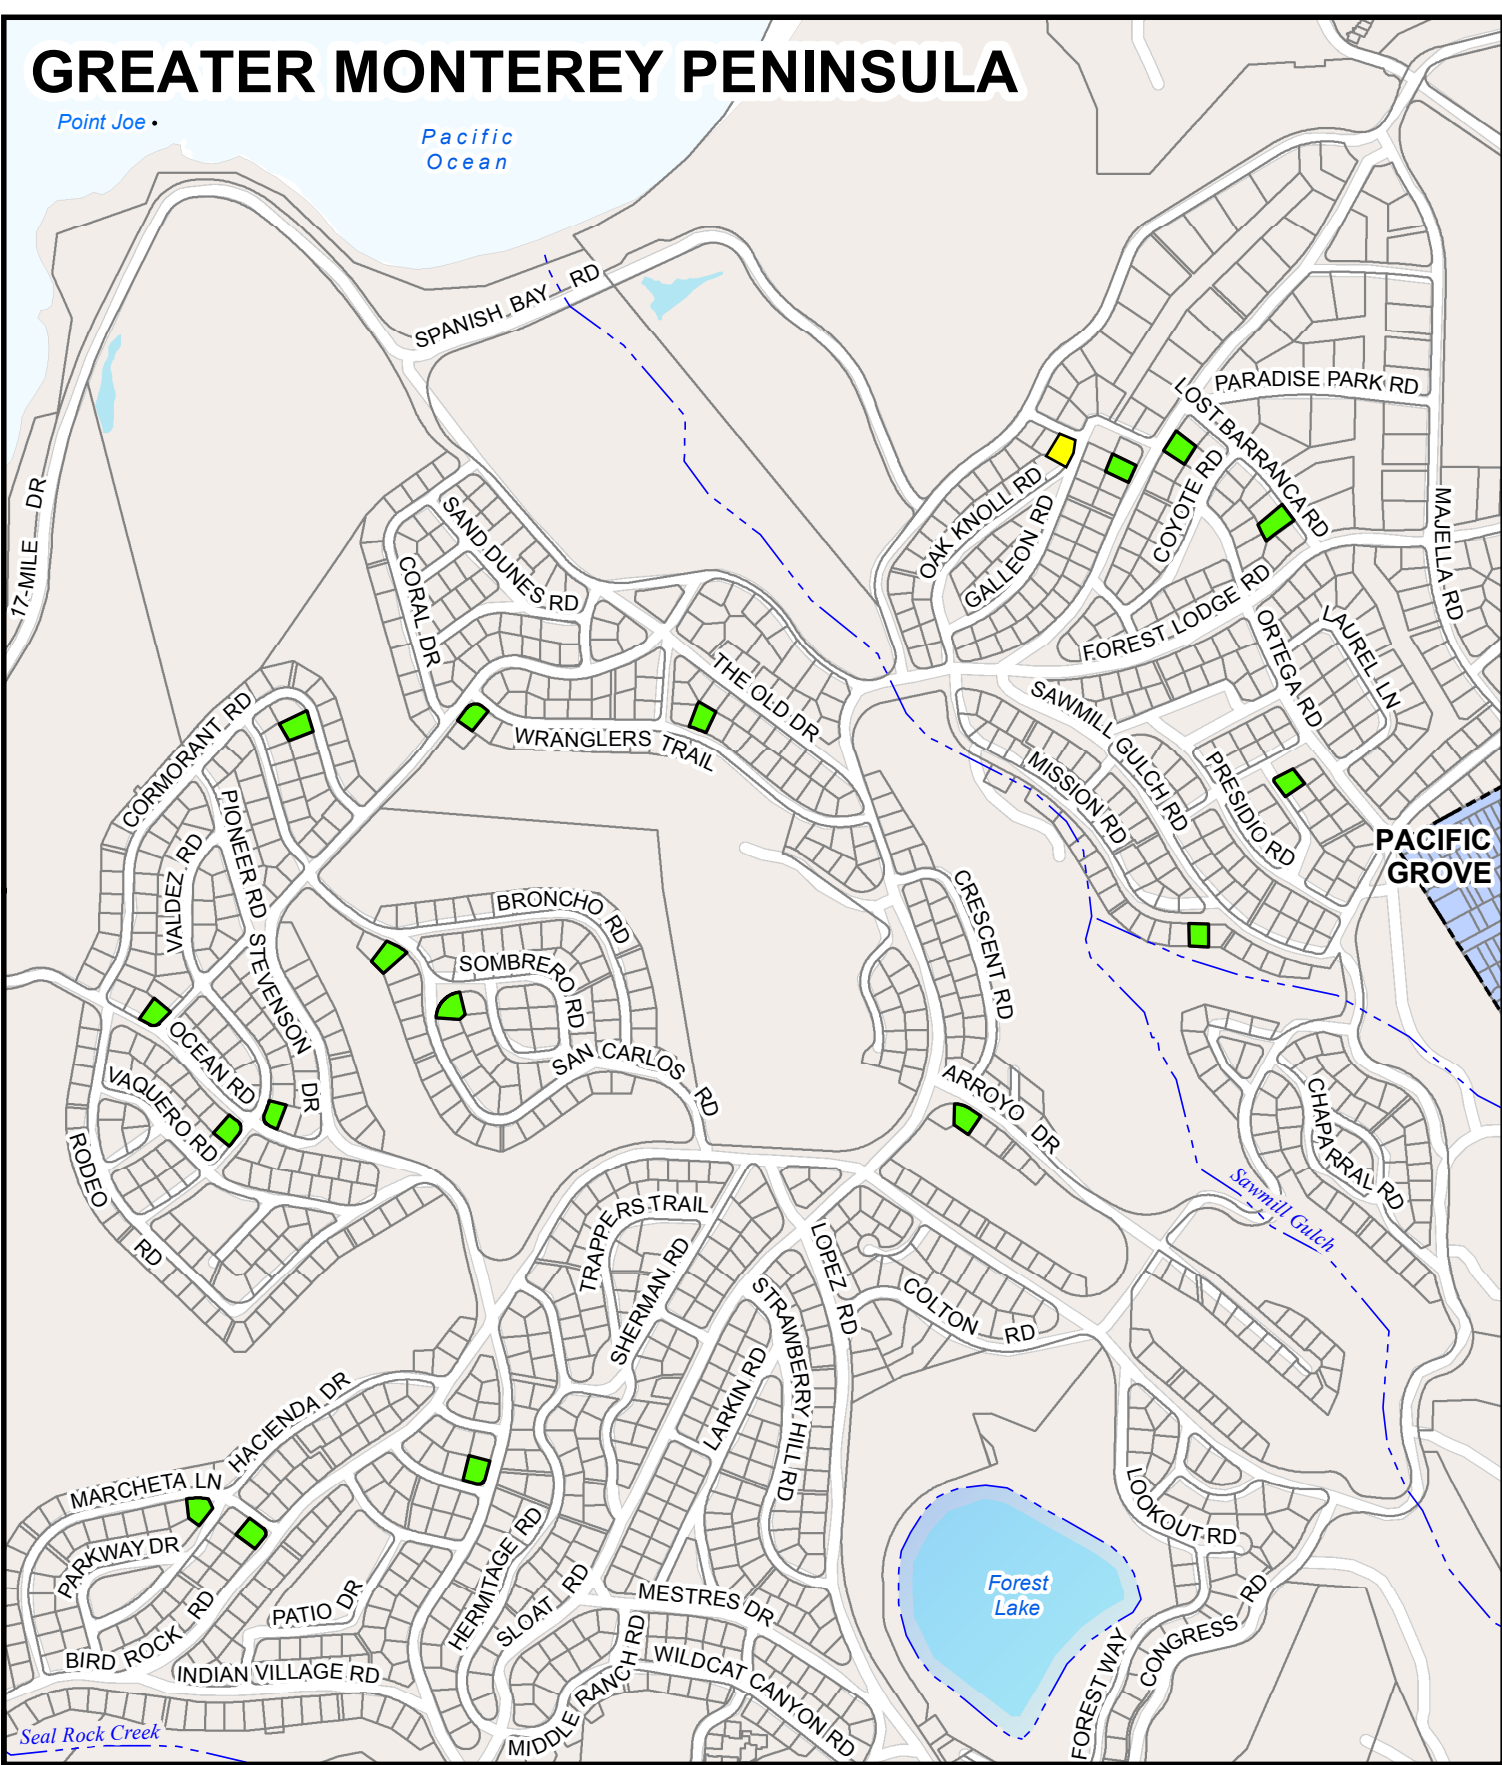 GREATER MONTEREY PENINSULA
Point Joe
Pacific
Ocean
SPANISH BAY RD
17-MILE DR
PARADISE PARK RD
LOST BARRANCA RD
COYOTE RD
OAK KNOLL RD
GALLEON RD
MAJELLA RD
FOREST LODGE RD
LAUREL LN
ORTEGA RD
SAND DUNES RD
CORAL DR
THE OLD DR
WRANGLERS TRAIL
SAWMILL GULCH RD
MISSION RD
PRESIDIO RD
PACIFIC
GROVE
CORMORANT RD
PIONEER RD
VALDEZ RD
STEVENSON DR
BRONCHO RD
SOMBRERO RD
SAN CARLOS RD
CRESCENT RD
OCEAN RD
VAQUERO RD
RODEO RD
ARROYO DR
CHAPARRAL RD
Sawmill Gulch
TRAPPERS TRAIL
SHERMAN RD
LOPEZ RD
COLTON RD
STRAWBERRY HILL RD
LARKIN RD
HACIENDA DR
MARCHETA LN
PARKWAY DR
LOOKOUT RD
HERMITAGE RD
SLOAT RD
MESTRES DR
PATIO DR
BIRD ROCK RD
INDIAN VILLAGE RD
MIDDLE RANCH RD
WILDCAT CANYON RD
Forest
Lake
FOREST WAY
CONGRESS RD
Seal Rock Creek